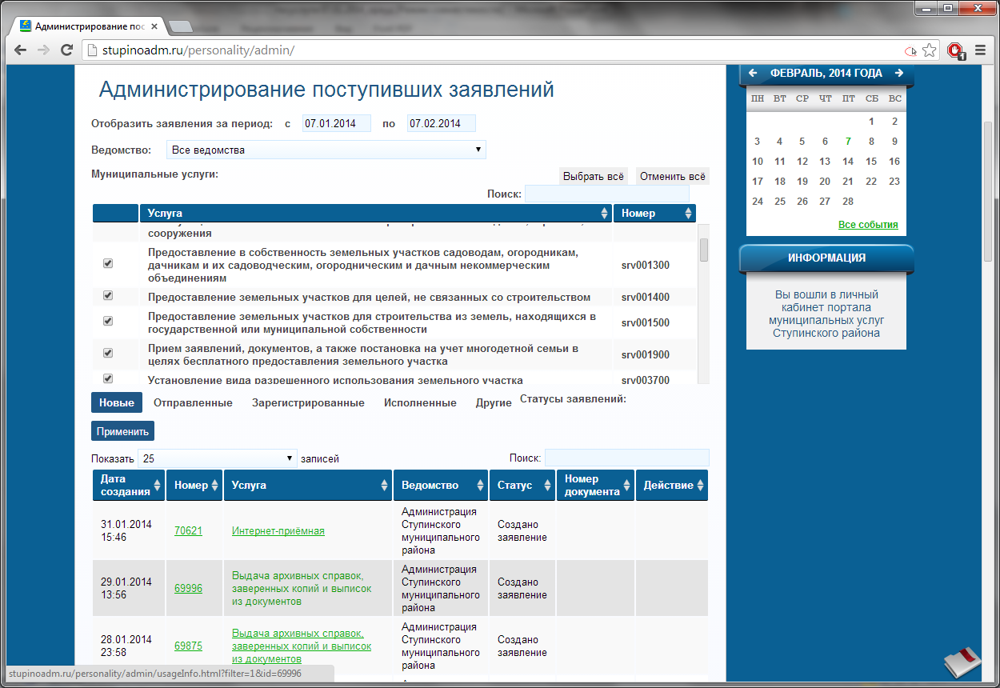 Администрирование пос
stupinoadm.ru/personality/admin/
1
Администрирование поступивших заявлений
Отобразить заявления за период: с 07.01.2014 по 07.02.2014
Ведомство: Все ведомства
Муниципальные услуги:
Выбрать всё Отменить всё
Поиск:
Услуга Номер
сооружения
Предоставление в собственность земельных участков садоводам, огородникам,
дачникам и их садоводческим, огородническим и дачным некоммерческим
объединениям
srv001300
Предоставление земельных участков для целей, не связанных со строительством srv001400
Предоставление земельных участков для строительства из земель, находящихся в
государственной или муниципальной собственности
srv001500
Прием заявлений, документов, а также постановка на учет многодетной семьи в
целях бесплатного предоставления земельного участка
srv001900
Установление вида разрешенного использования земельного участка srv003700
Новые Отправленные Зарегистрированные Исполненные Другие Статусы заявлений:
Применить
Показать 25 записей Поиск:
Дата
создания
Номер
Услуга
Ведомство
Статус
Номер
документа
Действие
31.01.2014
15:46
70621
Интернет-приёмная
Администрация
Ступинского
муниципального
района
Создано
заявление
29.01.2014
13:56
69996
Выдача архивных справок,
заверенных копий и выписок
из документов
Администрация
Ступинского
муниципального
района
Создано
заявление
28.01.2014
23:58
69875
Выдача архивных справок,
заверенных копий и выписок
из документов
Администрация
Ступинского
муниципального
района
Создано
заявление
stupinoadm.ru/personality/admin/usageInfo.html?filter=1&id=69996
ФЕВРАЛЬ, 2014 ГОДА
ПН ВТ СР ЧТ ПТ СБ ВС
1 2
3 4 5 6 7 8 9
10 11 12 13 14 15 16
17 18 19 20 21 22 23
24 25 26 27 28
Все события
ИНФОРМАЦИЯ
Вы вошли в личный
кабинет портала
муниципальных услуг
Ступинского района